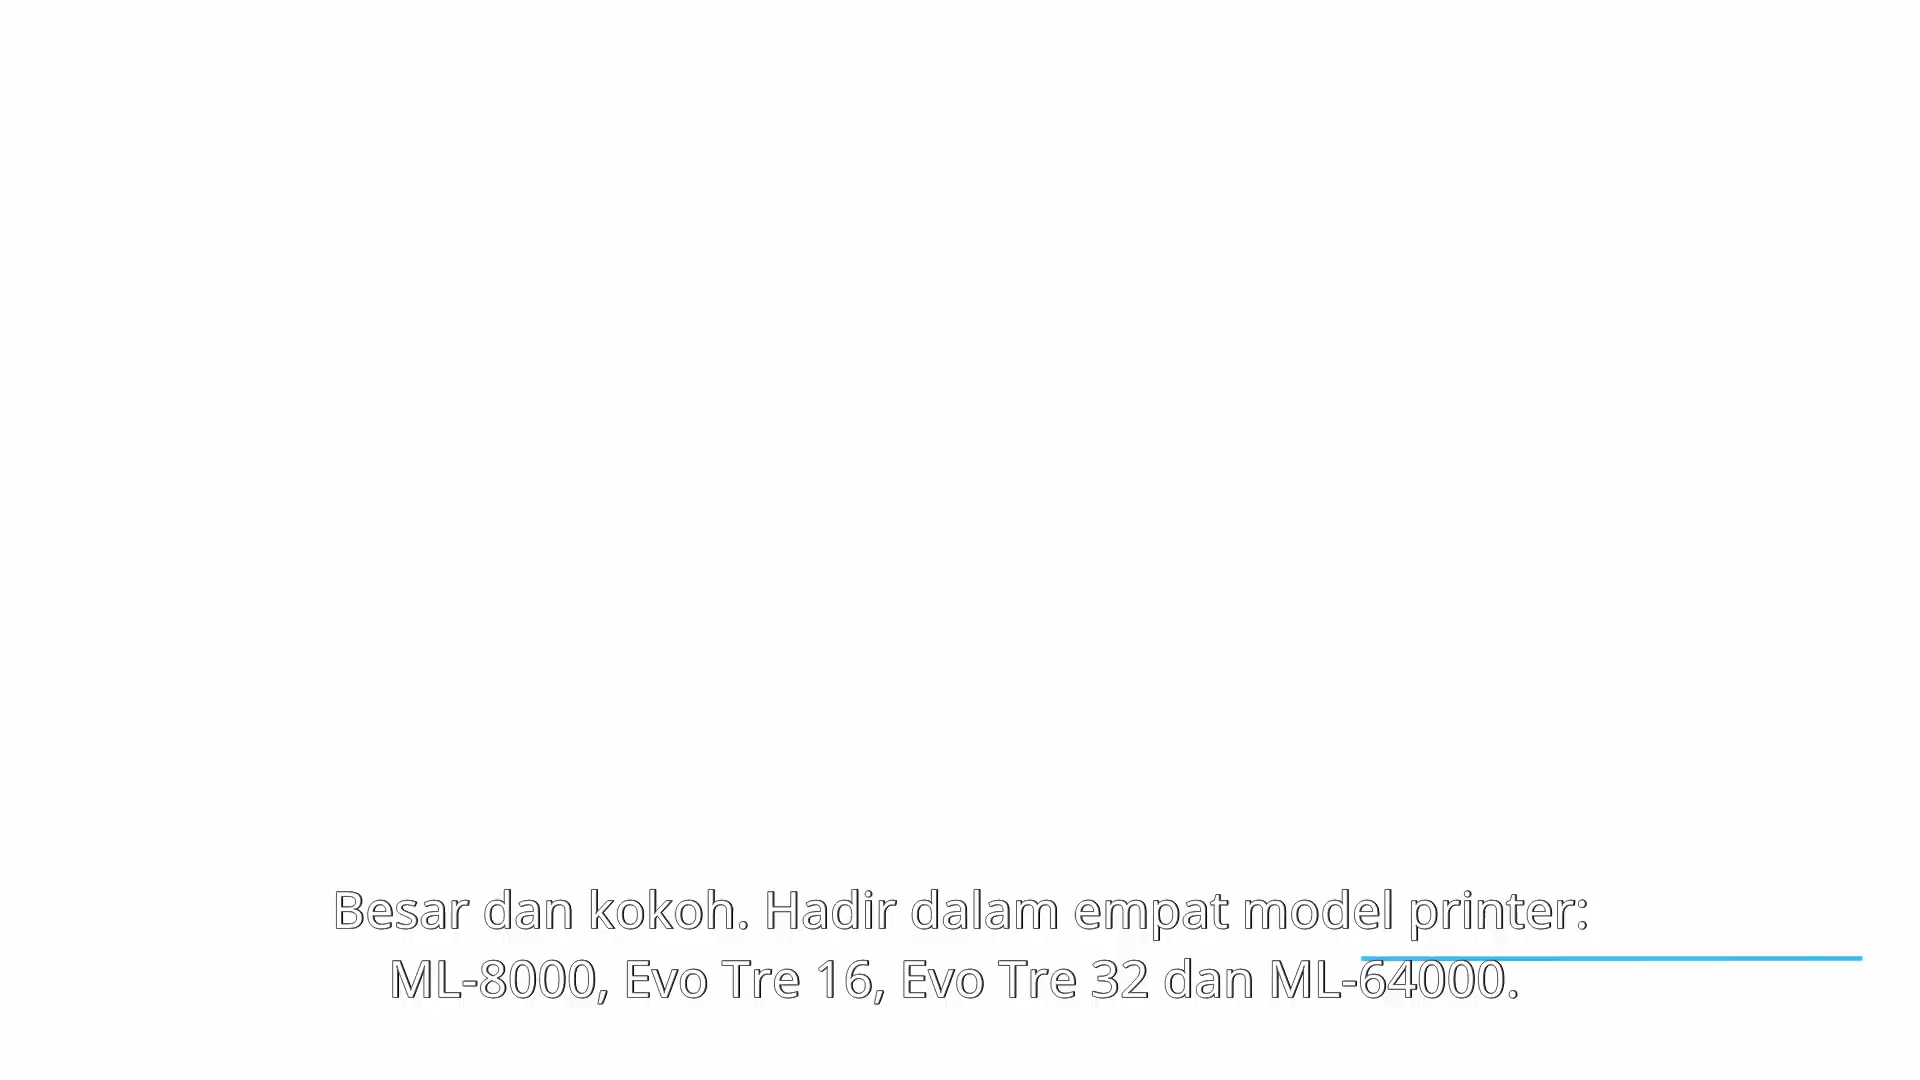 Besar dan kokoh. Hadir dalam empat model printer:
ML-8000, Evo Tre 16, Evo Tre 32 dan ML-64000.